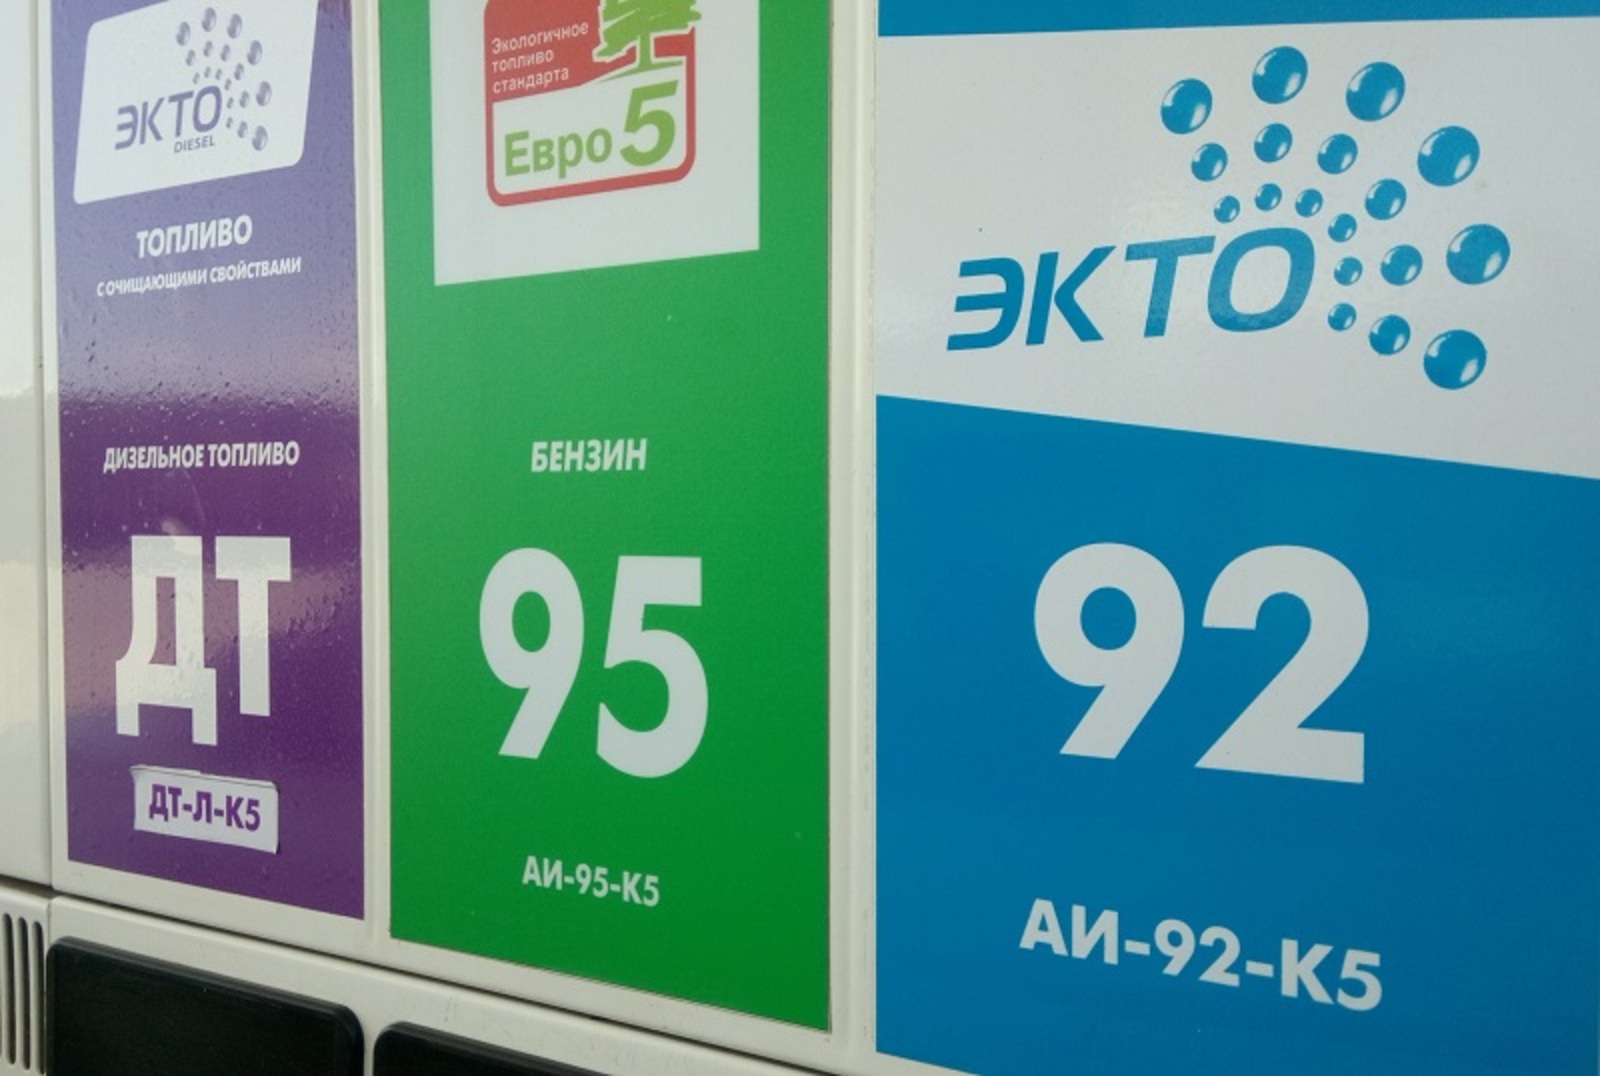 ЭКТО
DIESEL
ТОПЛИВО
С ОЧИЩАЮЩИМИ СВОЙСТВАМИ
ДИЗЕЛЬНОЕ ТОПЛИВО
ДТ
ДТ-Л-К5
Экологичное
топливо
стандарта
Евро 5
БЕНЗИН
95
АИ-95-К5
ЭКТО
92
АИ-92-К5